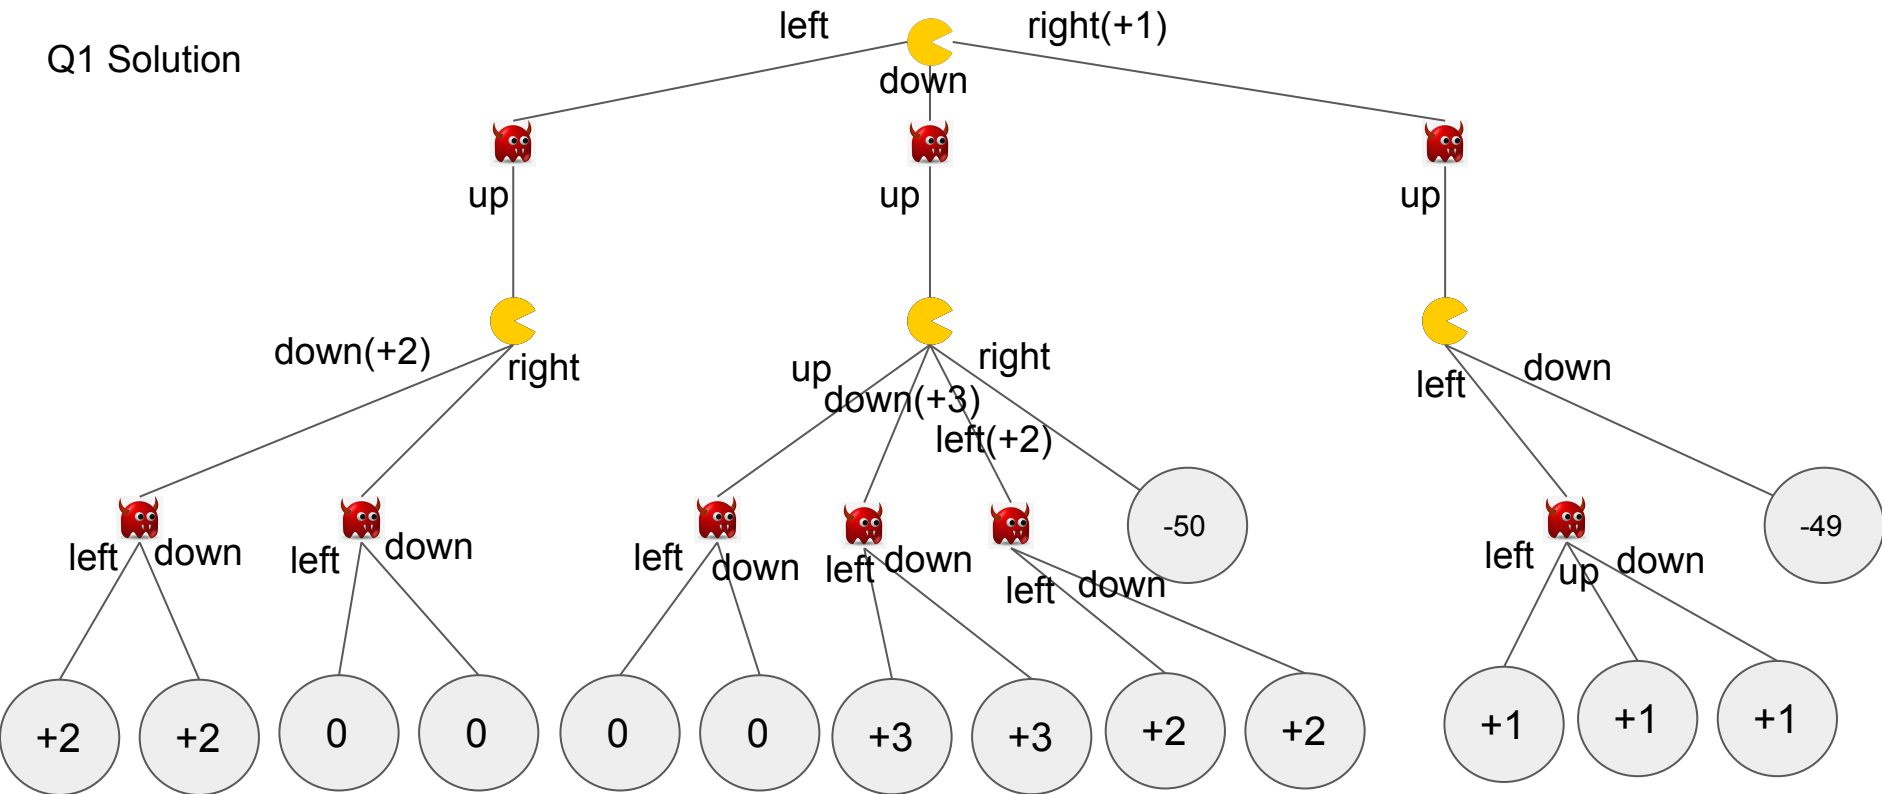 left
right(+1)
Q1 Solution
down
up
up
up
down(+2)
right
up
right
down
left
down(+3)
left(+2)
-50
-49
left
down
left
down
left
down
left
down
left
down
left
up
down
+2
+2
0
0
0
0
+3
+3
+2
+2
+1
+1
+1